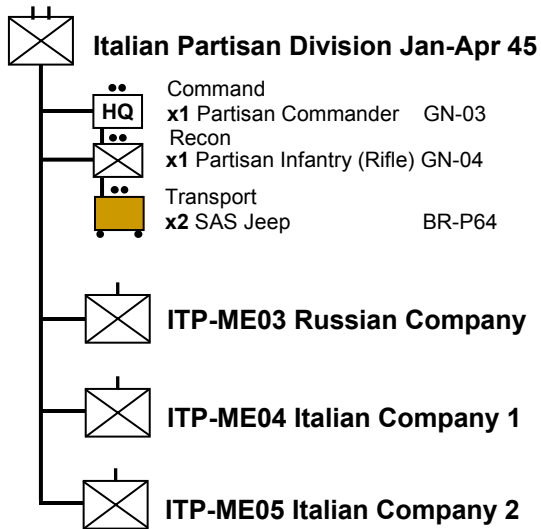 Italian Partisan Division Jan-Apr 45
Command
HQ x1 Partisan Commander GN-03
Recon
x1 Partisan Infantry (Rifle) GN-04
Transport
x2 SAS Jeep BR-P64
ITP-ME03 Russian Company
ITP-ME04 Italian Company 1
ITP-ME05 Italian Company 2